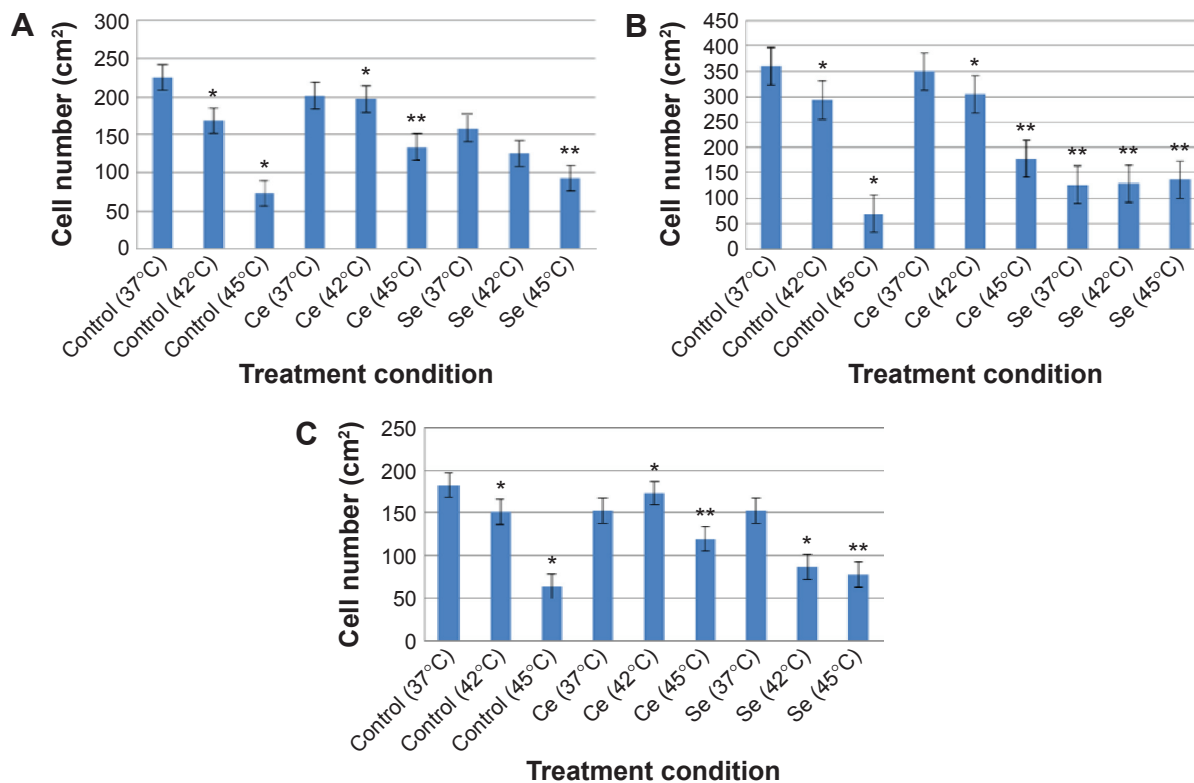 A
Cell number (cm²)
300
250
200
150
100
50
0
*
*
*
**
**
Control (37°C)
Control (42°C)
Control (45°C)
Ce (37°C)
Ce (42°C)
Ce (45°C)
Se (37°C)
Se (42°C)
Se (45°C)
Treatment condition
B
Cell number (cm²)
450
400
350
300
250
200
150
100
50
0
*
*
*
**
**
**
**
Control (37°C)
Control (42°C)
Control (45°C)
Ce (37°C)
Ce (42°C)
Ce (45°C)
Se (37°C)
Se (42°C)
Se (45°C)
Treatment condition
C
Cell number (cm²)
250
200
150
100
50
0
*
*
*
**
*
**
Control (37°C)
Control (42°C)
Control (45°C)
Ce (37°C)
Ce (42°C)
Ce (45°C)
Se (37°C)
Se (42°C)
Se (45°C)
Treatment condition